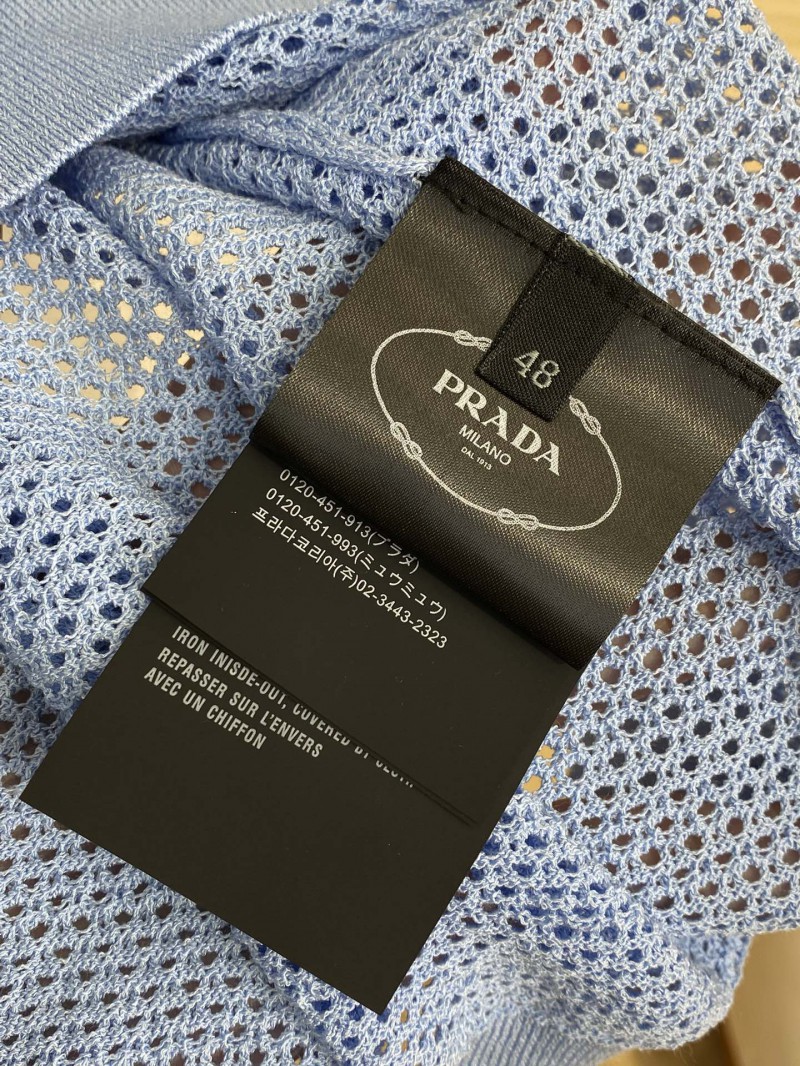 48
PRADA
MILANO
DAL 1913
0120-451-913(プラダ)
0120-451-993(ミュウミュウ)
프라다코리아(주)02-3443-2323
IRON INISDE-OUT, COVERED BY CLOTH
REPASSER SUR L'ENVERS
AVEC UN CHIFFON